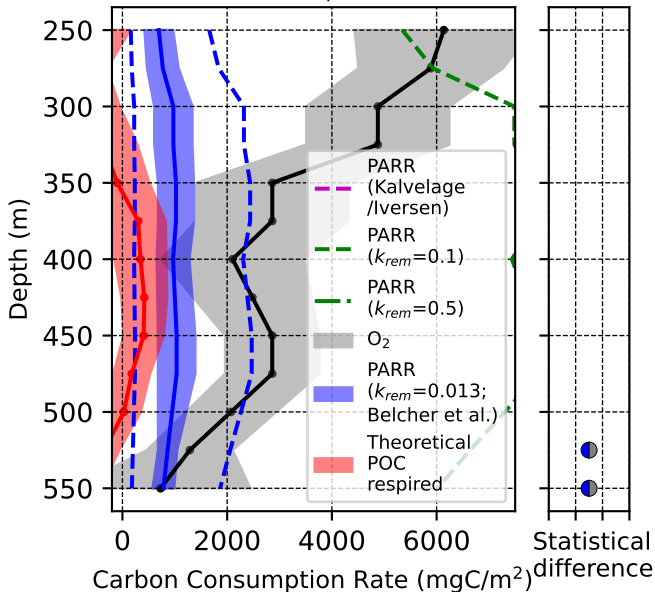 250
300
350
400
450
500
550
Depth (m)
0
2000
4000
6000
Carbon Consumption Rate (mgC/m²)
PARR
(Kalvelage
/Iversen)
PARR
(k_rem=0.1)
PARR
(k_rem=0.5)
O₂
PARR
(k_rem=0.013;
Belcher et al.)
Theoretical
POC
respired
Statistical
difference